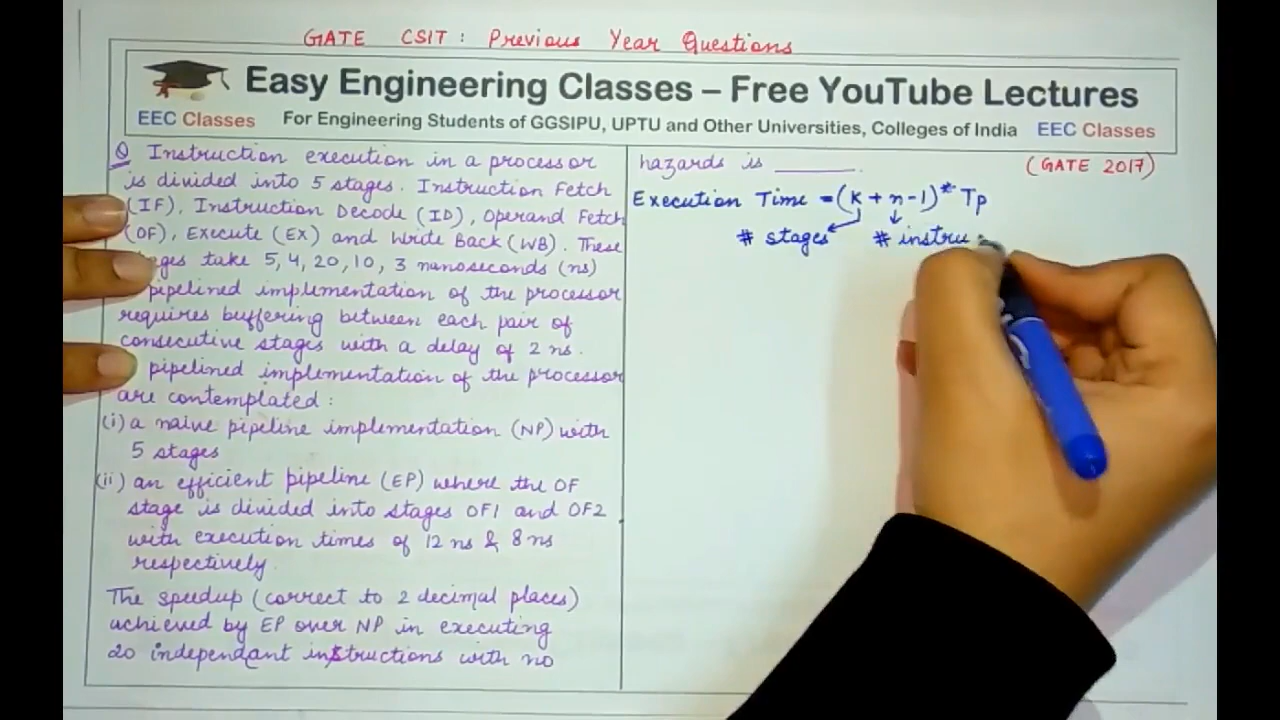 GATE CSIT : Previous Year Questions
Easy Engineering Classes – Free YouTube Lectures
EEC Classes For Engineering Students of GGSIPU, UPTU and Other Universities, Colleges of India EEC Classes
Q Instruction execution in a processor
is divided into 5 stages. Instruction Fetch
(IF), Instruction Decode (ID), Operand Fetch
(OF), Execute (EX) and Write Back (WB). These
take 5, 4, 20, 10, 3 nanoseconds (ns)
pipelined implmentation of the processor
requires buffering between each pair of
consecutive stages with a delay of 2 ns.
pipelined implementation of the processor
are contemplated :
(i) a naive pipeline implementation (NP) with
5 stages
(ii) an efficient pipeline (EP) where the OF
stage is divided into stages OF1 and OF2
with execution times of 12 ns & 8 ns
respectively.
The speedup (correct to 2 decimal places)
achieved by EP over NP in executing
20 independant instructions with no
hazards is ________. (GATE 2017)
Execution Time = (k + n - 1) * Tp
# stages # instru